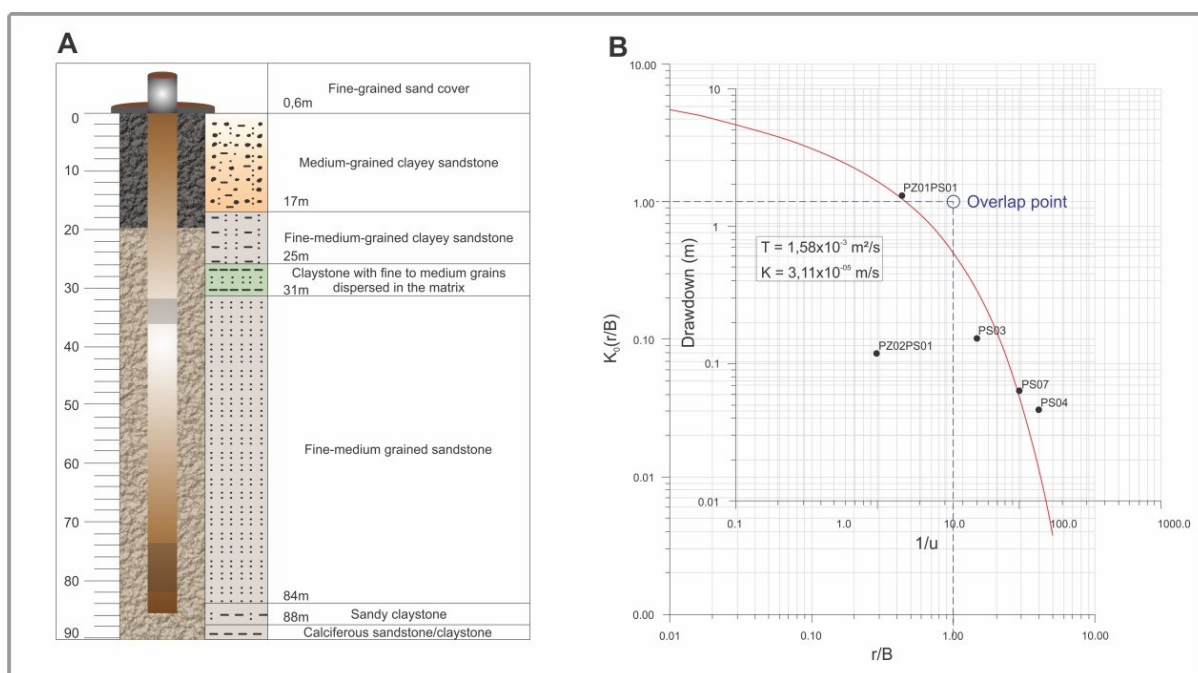 A
Fine-grained sand cover
0,6m
0
Medium-grained clayey sandstone
10
17m
20
Fine-medium-grained clayey sandstone
25m
Claystone with fine to medium grains
30
31m
dispersed in the matrix
40
50
Fine-medium grained sandstone
60
70
80
84m
88m
Sandy claystone
90
Calciferous sandstone/claystone
B
10.00
10
PZ01PS01
1.00
Overlap point
1
T = 1,58x10⁻³ m²/s
K = 3,11x10⁻⁰⁵ m/s
K₀(r/B)
Drawdown (m)
0.10
PS03
PZ02PS01
0.1
PS07
PS04
0.01
0.01
0.1
1.0
10.0
100.0
1000.0
1/u
0.00
0.01
0.10
1.00
10.00
r/B